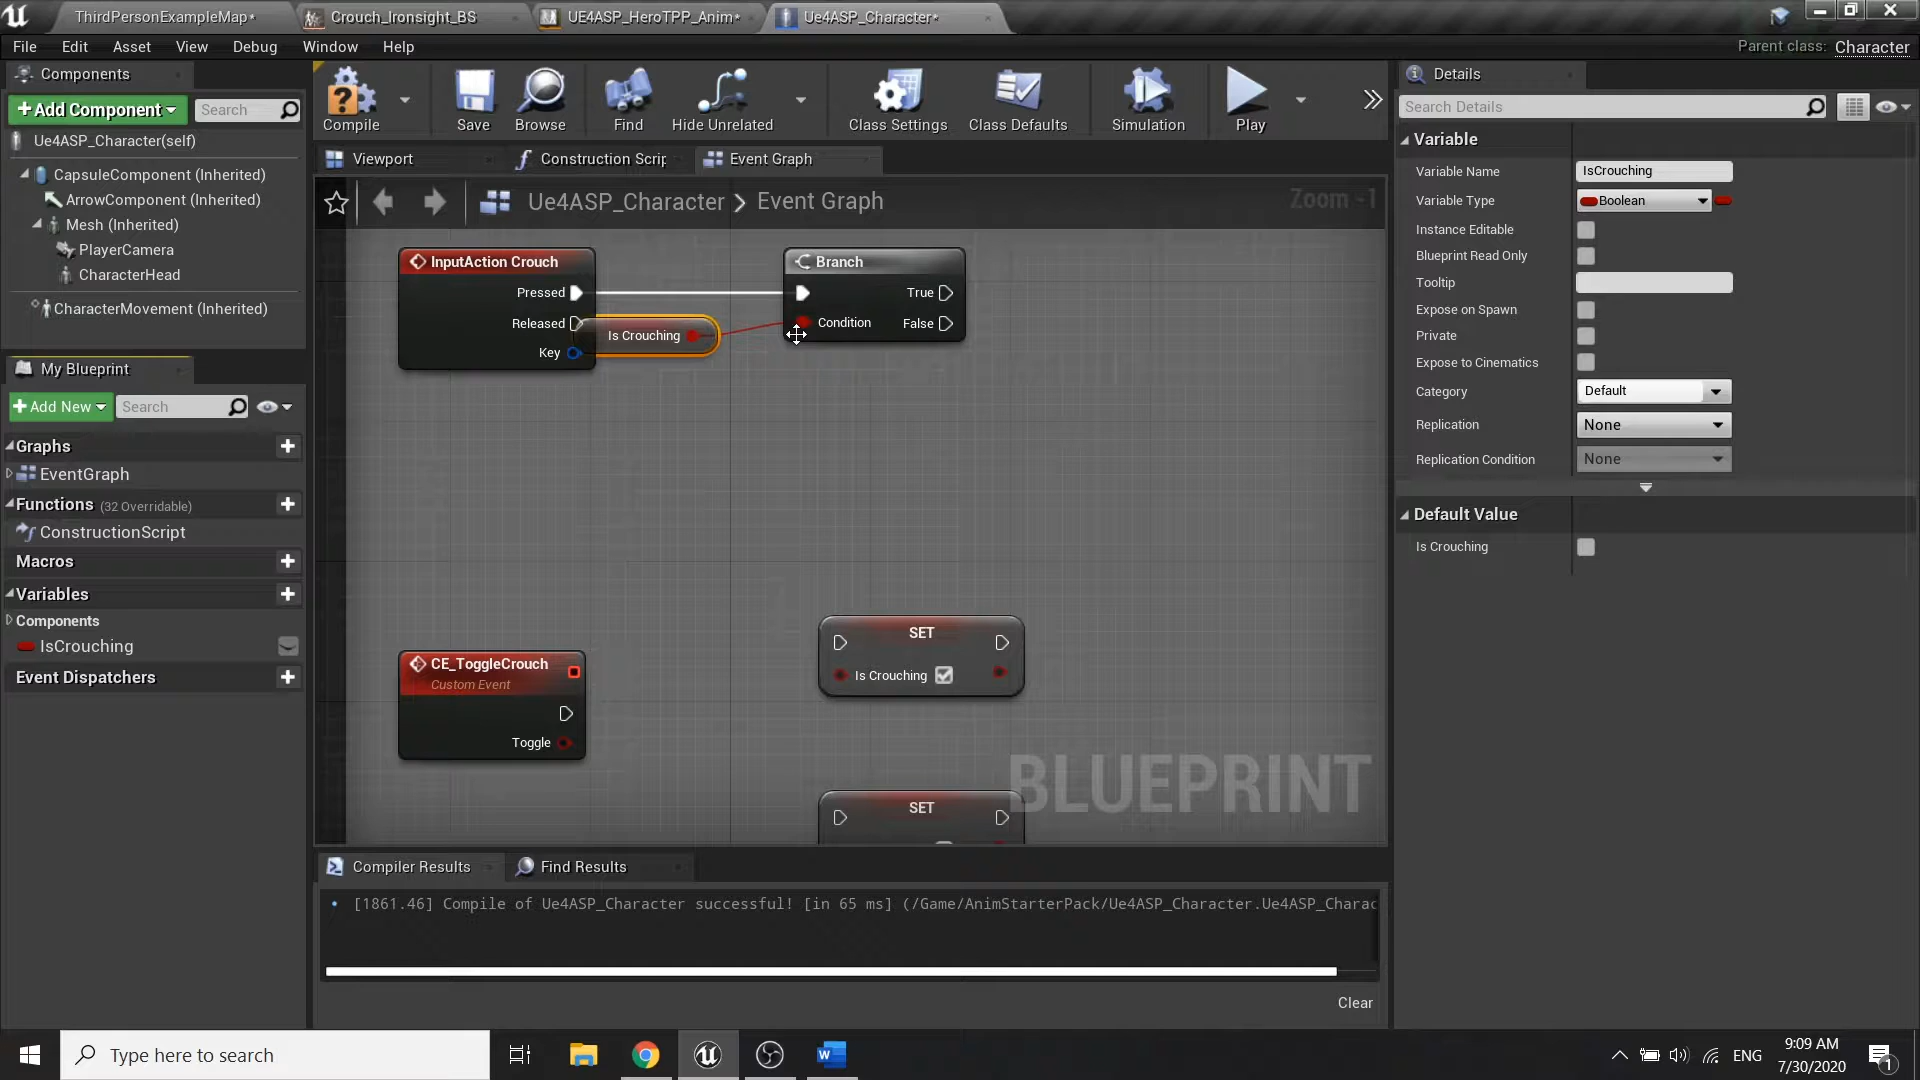 ThirdPersonExampleMap*
Crouch_Ironsight_BS
UE4ASP_HeroTPP_Anim*
Ue4ASP_Character*
File
Edit
Asset
View
Debug
Window
Help
Parent class:
Character
Components
+Add Component
Search
Ue4ASP_Character(self)
CapsuleComponent (Inherited)
ArrowComponent (Inherited)
Mesh (Inherited)
PlayerCamera
CharacterHead
CharacterMovement (Inherited)
My Blueprint
+Add New
Search
Graphs
EventGraph
Functions (32 Overridable)
ConstructionScript
Macros
Variables
Components
IsCrouching
Event Dispatchers
Compile
Save
Browse
Find
Hide Unrelated
Class Settings
Class Defaults
Simulation
Play
Viewport
Construction Scrip
Event Graph
Ue4ASP_Character
Event Graph
Zoom -1
InputAction Crouch
Pressed
Released
Key
Is Crouching
Branch
Condition
True
False
CE_ToggleCrouch
Custom Event
Toggle
SET
Is Crouching
SET
BLUEPRINT
Compiler Results
Find Results
[1861.46] Compile of Ue4ASP_Character successful! [in 65 ms] (/Game/AnimStarterPack/Ue4ASP_Character.Ue4ASP_Charac
Clear
Details
Search Details
Variable
Variable Name
IsCrouching
Variable Type
Boolean
Instance Editable
Blueprint Read Only
Tooltip
Expose on Spawn
Private
Expose to Cinematics
Category
Default
Replication
None
Replication Condition
None
Default Value
Is Crouching
Type here to search
ENG
9:09 AM
7/30/2020
1